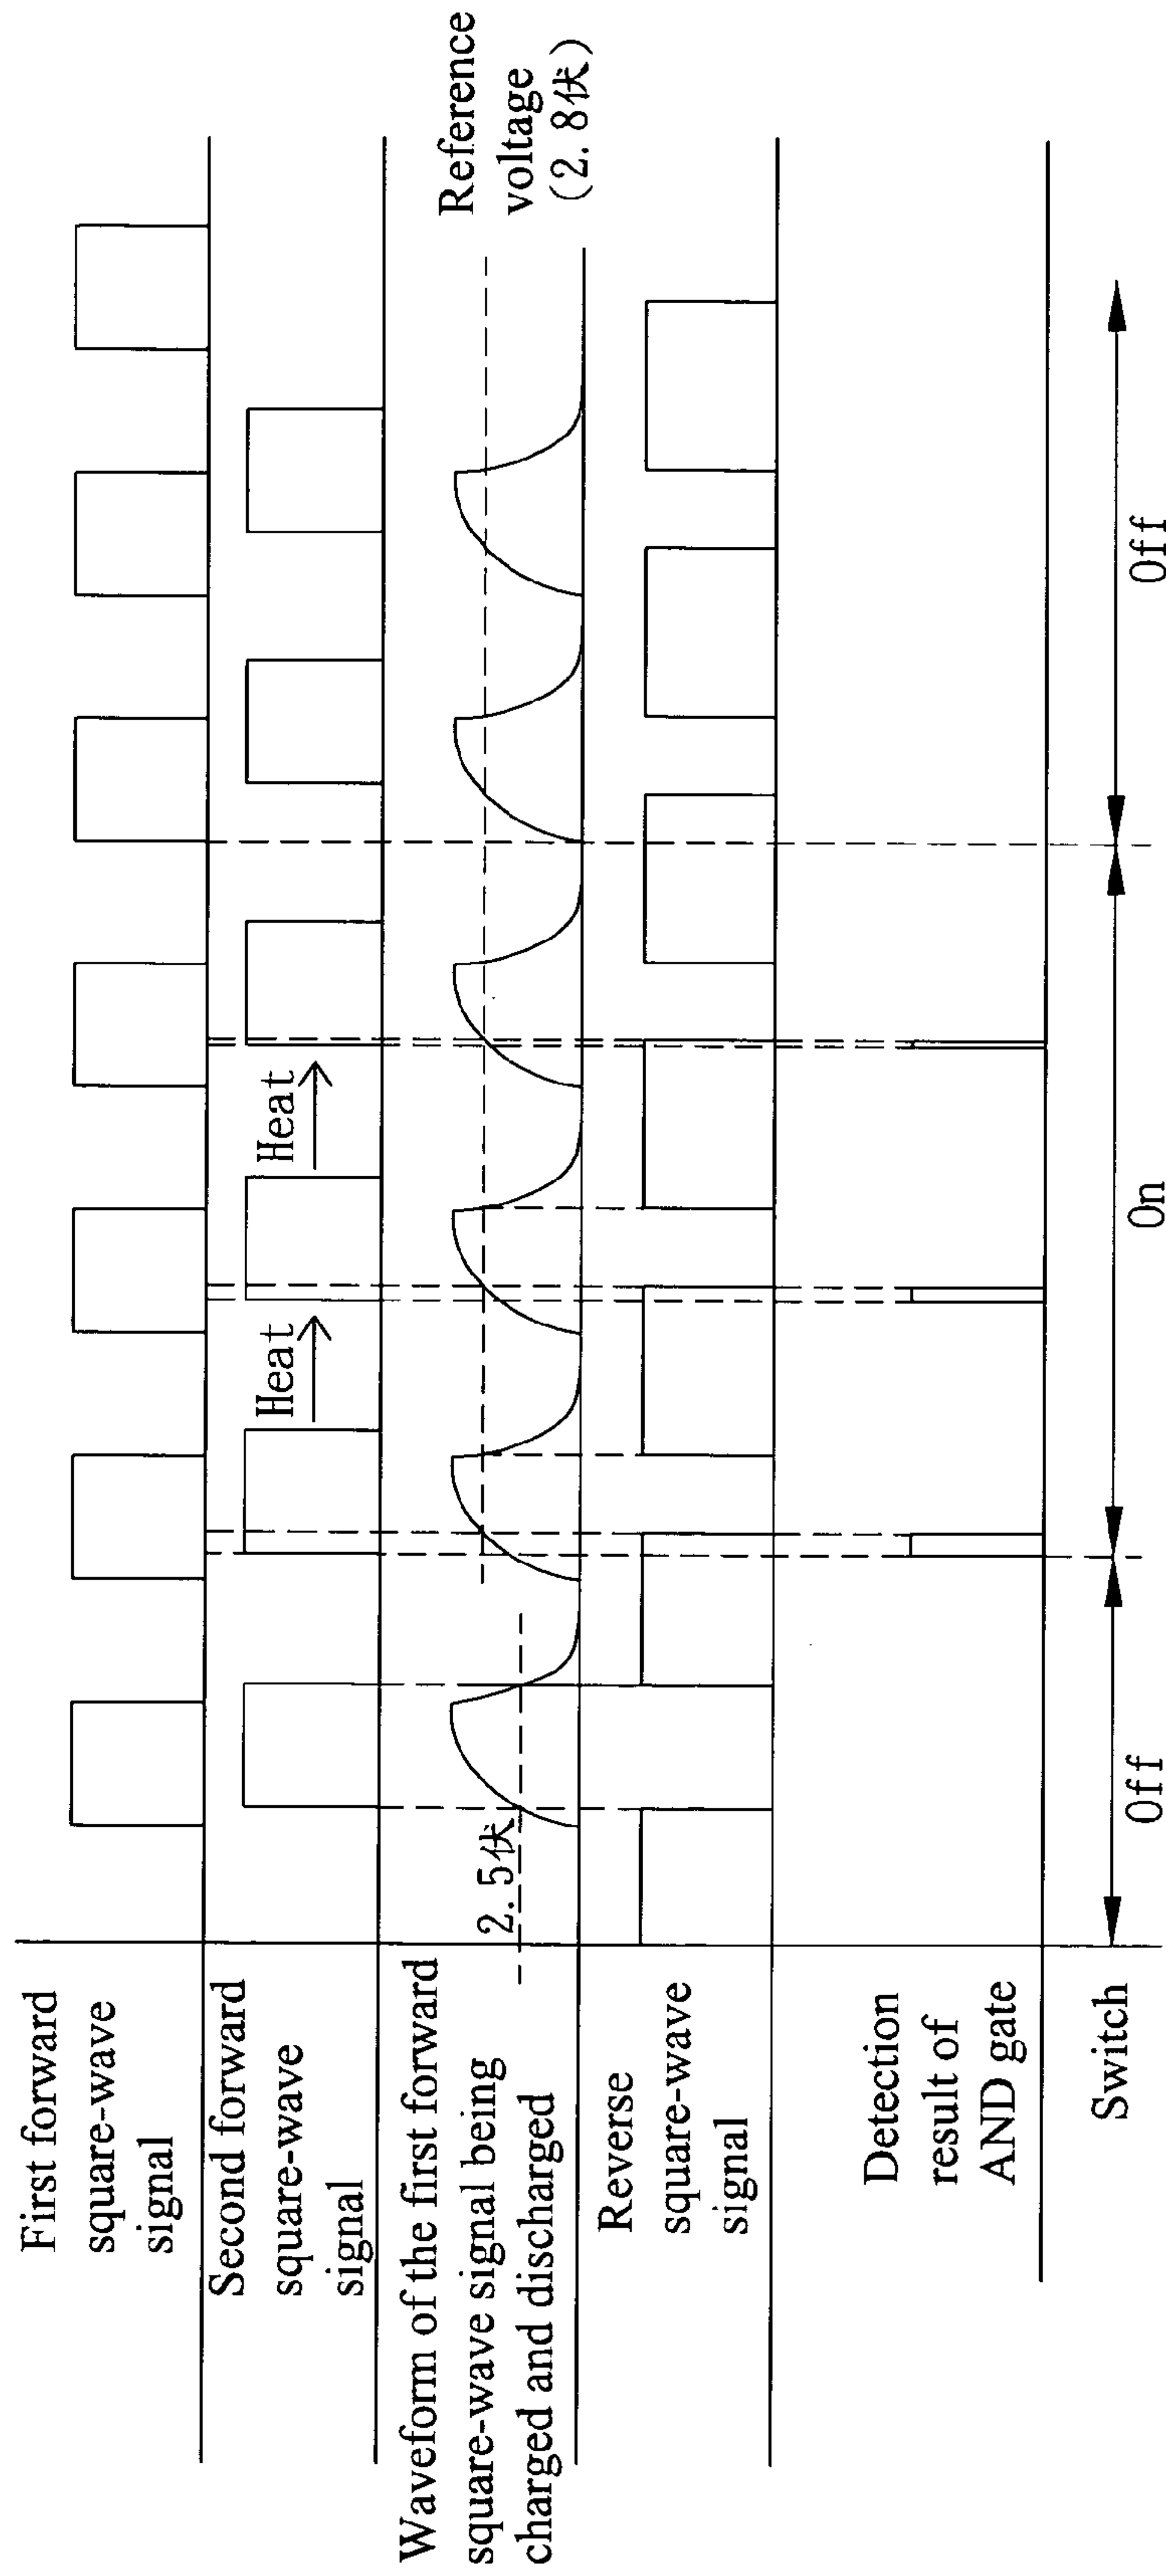 First forward
square-wave
signal
Second forward
square-wave
signal
Heat
Heat
Waveform of the first forward
square-wave signal being
charged and discharged
2.5伏
Reference
voltage
(2.8伏)
Reverse
square-wave
signal
Detection
result of
AND gate
Switch
Off
On
Off